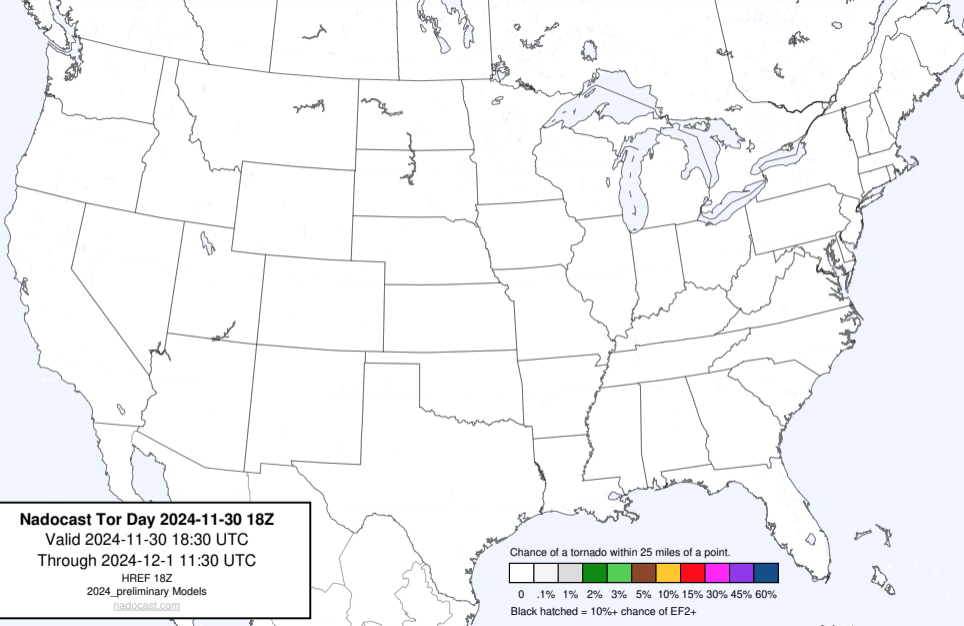 Nadocast Tor Day 2024-11-30 18Z
Valid 2024-11-30 18:30 UTC
Through 2024-12-1 11:30 UTC
HREF 18Z
2024_preliminary Models
nadocast.com
Chance of a tornado within 25 miles of a point.
0 .1% 1% 2% 3% 5% 10% 15% 30% 45% 60%
Black hatched = 10%+ chance of EF2+